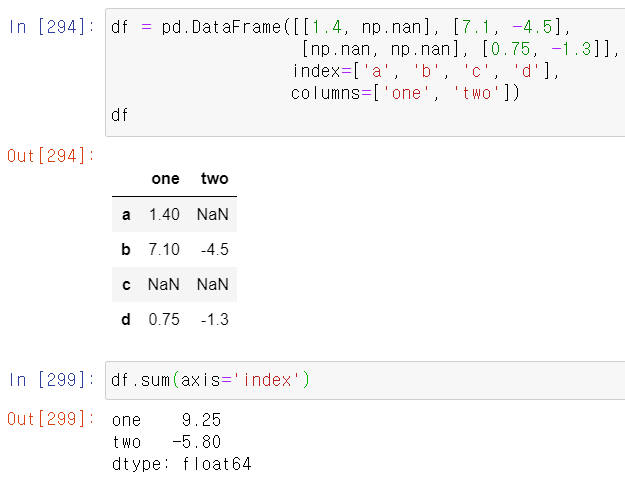 In [294]: df = pd.DataFrame([[1.4, np.nan], [7.1, -4.5],
[np.nan, np.nan], [0.75, -1.3]],
index=['a', 'b', 'c', 'd'],
columns=['one', 'two'])
df
Out[294]:
one two
a 1.40 NaN
b 7.10 -4.5
c NaN NaN
d 0.75 -1.3
In [299]: df.sum(axis='index')
Out[299]: one 9.25
two -5.80
dtype: float64